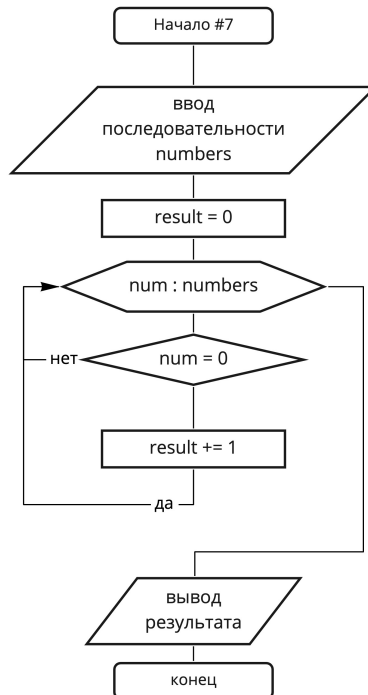 Начало #7
ввод
последовательности
numbers
result = 0
num : numbers
нет
num = 0
result += 1
да
вывод
результата
конец